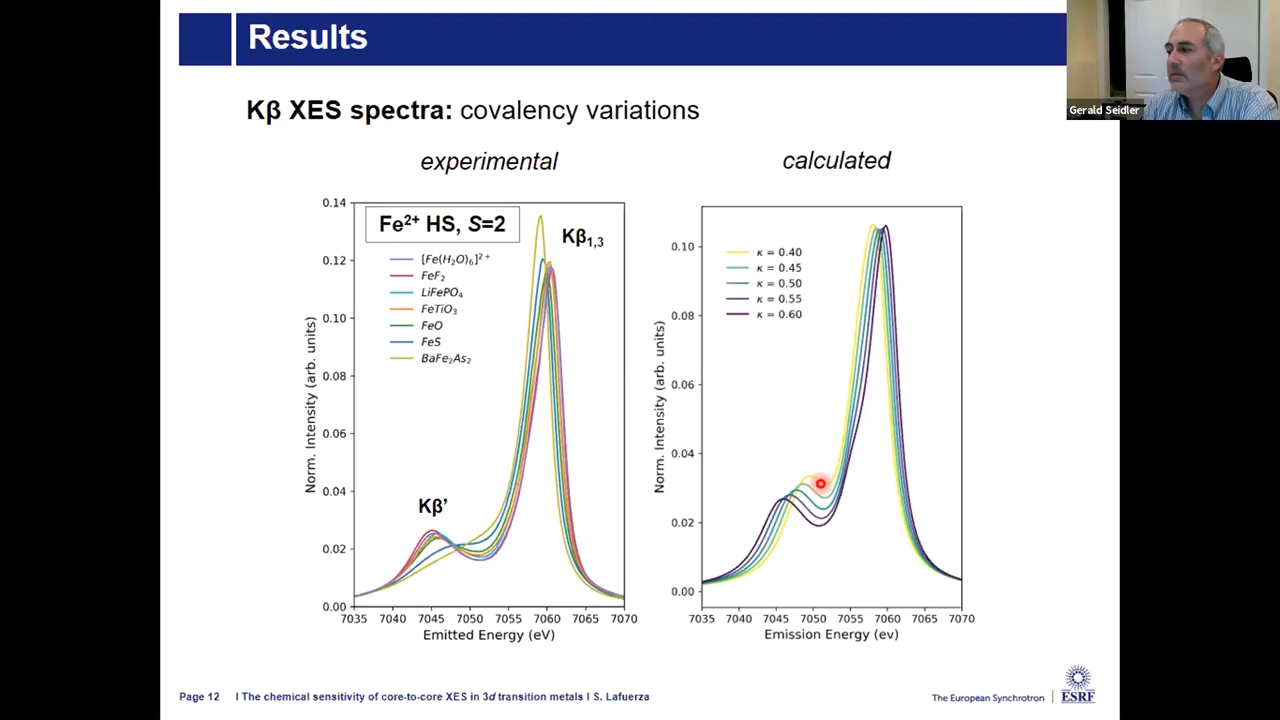 Results
Gerald Seidler
Kβ XES spectra: covalency variations
experimental
calculated
Fe²⁺ HS, S=2
Kβ₁,₃
Kβ’
[Fe(H₂O)₆]²⁺
FeF₂
LiFePO₄
FeTiO₃
FeO
FeS
BaFe₂As₂
0.14
0.12
0.10
0.08
0.06
0.04
0.02
0.00
Norm. Intensity (arb. units)
7035 7040 7045 7050 7055 7060 7065 7070
Emitted Energy (eV)
κ = 0.40
κ = 0.45
κ = 0.50
κ = 0.55
κ = 0.60
0.10
0.08
0.06
0.04
0.02
0.00
Norm. Intensity (arb. units)
7035 7040 7045 7050 7055 7060 7065 7070
Emission Energy (ev)
Page 12 I The chemical sensitivity of core-to-core XES in 3d transition metals I S. Lafuerza
The European Synchrotron
ESRF